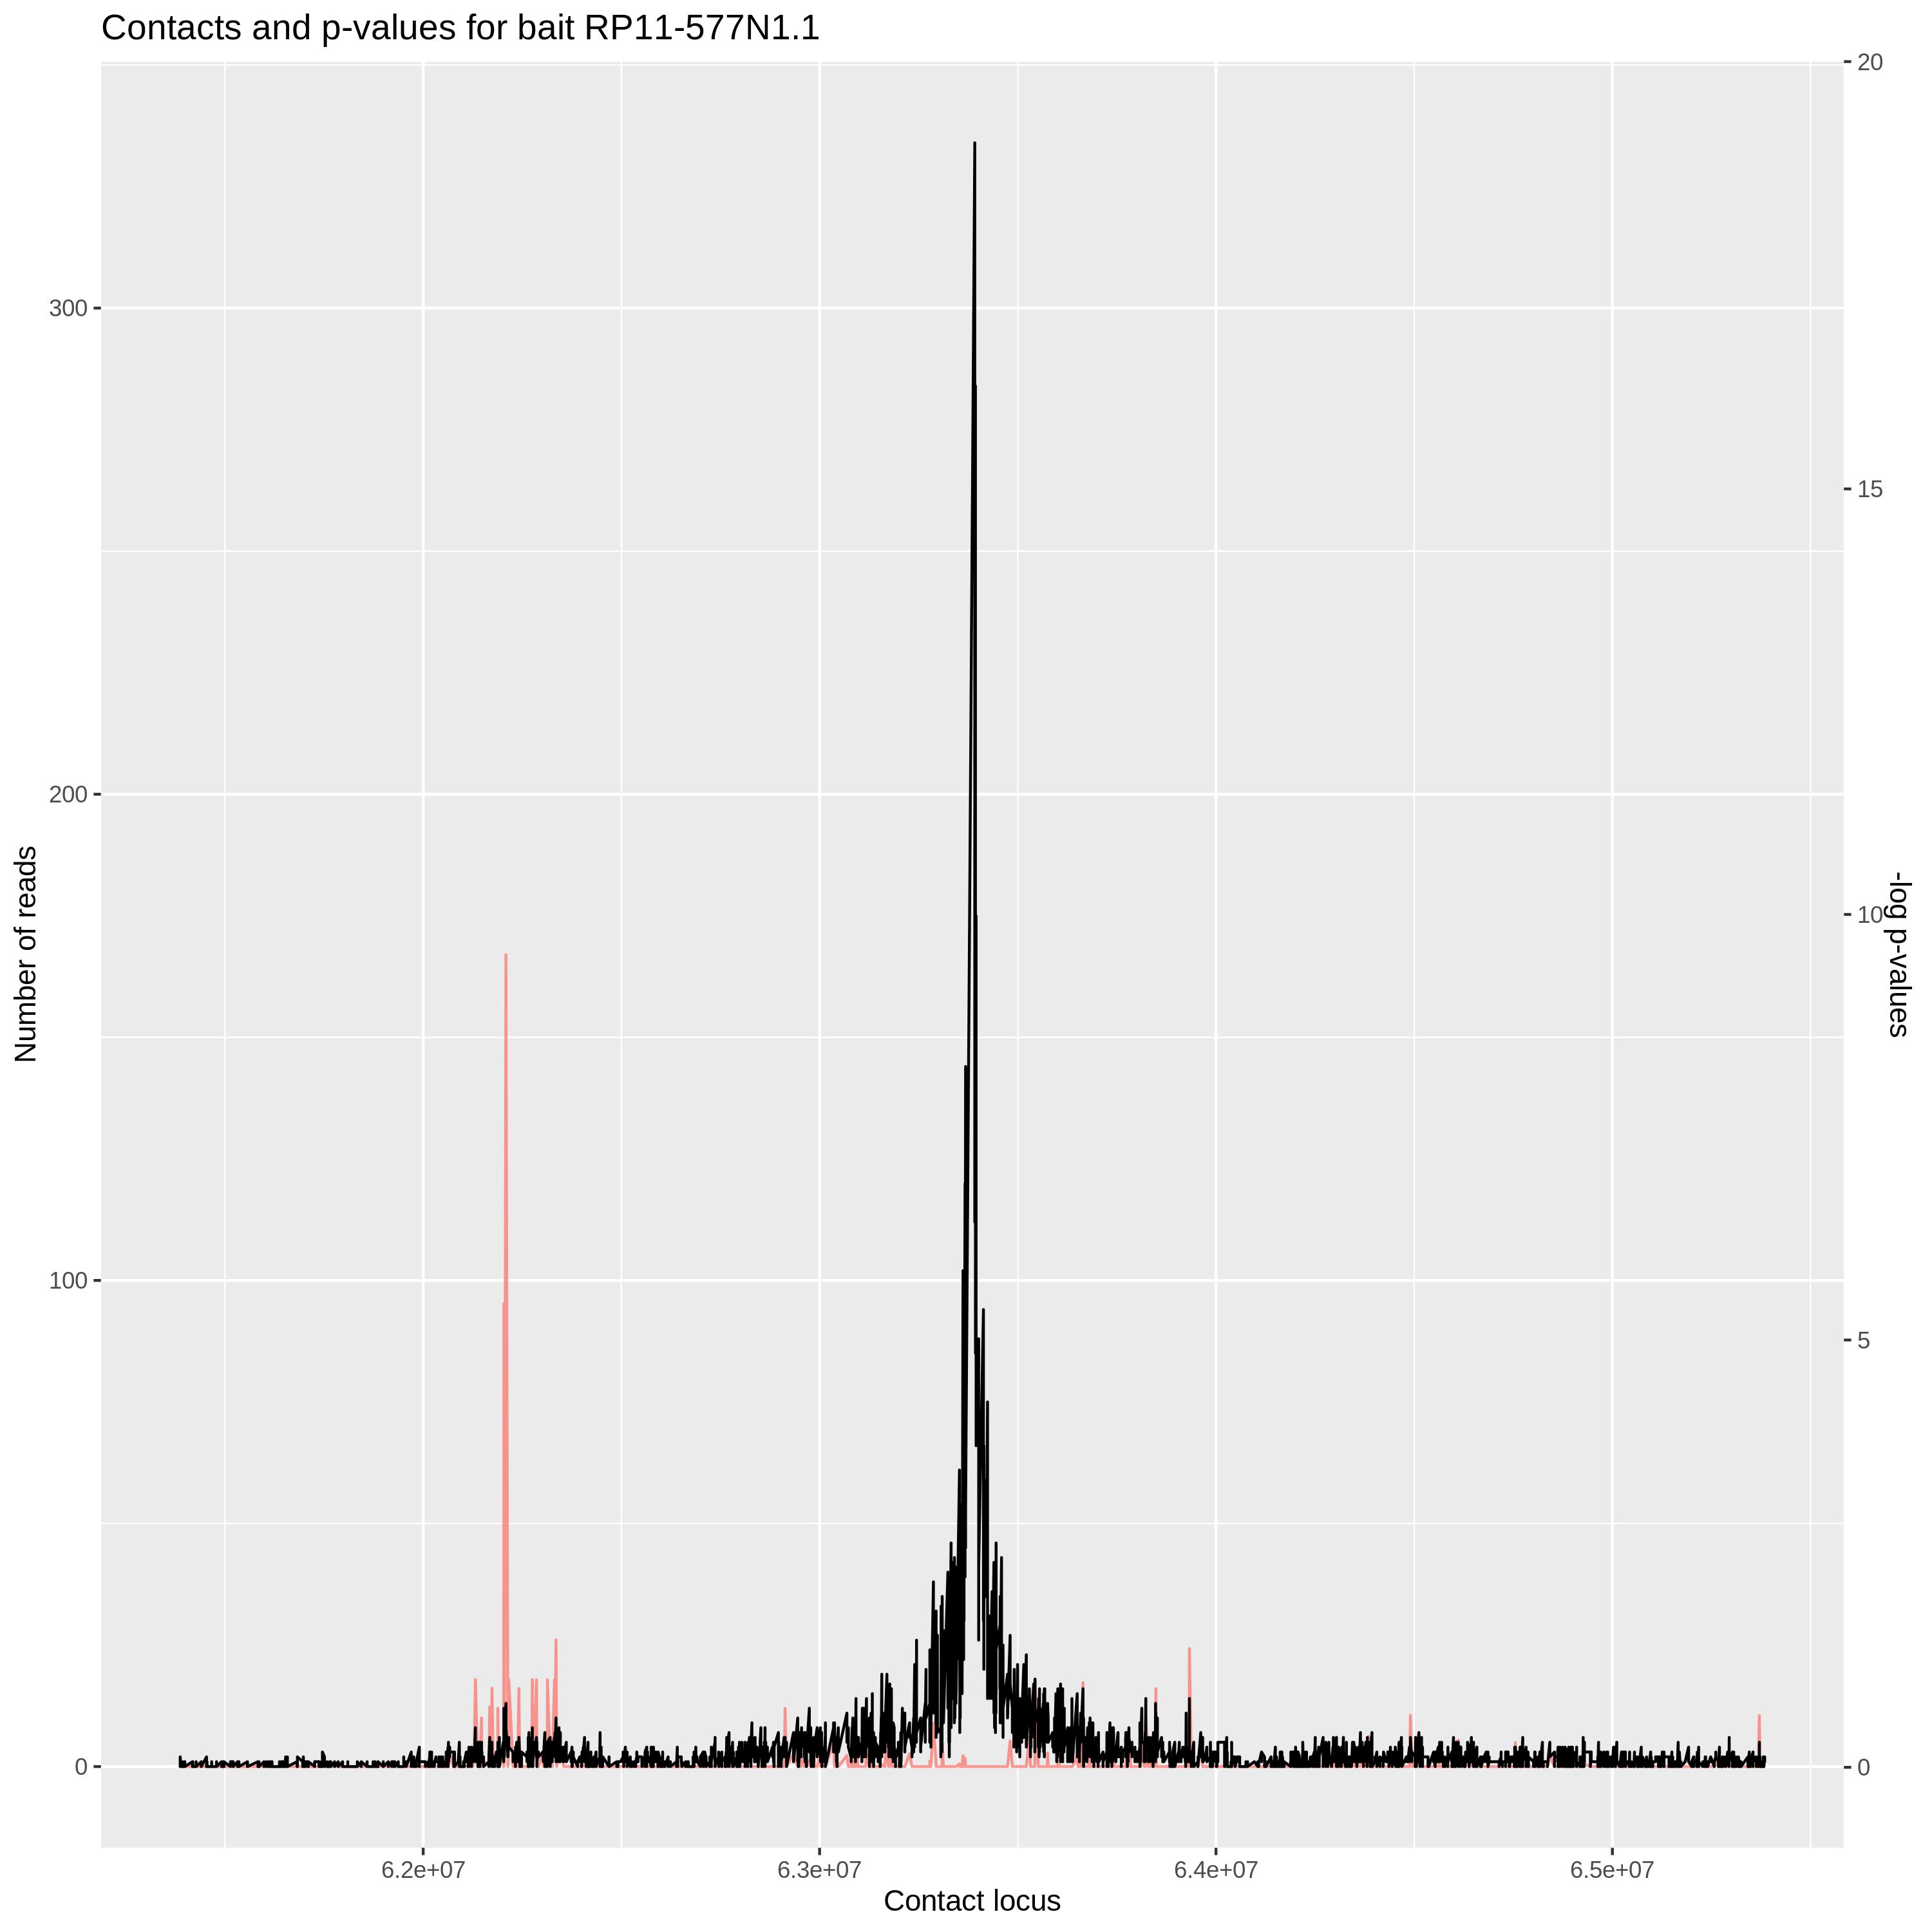 Contacts and p-values for bait RP11-577N1.1
20
300
15
200
Number of reads
10
-log p-values
100
5
0
0
6.2e+07
6.3e+07
6.4e+07
6.5e+07
Contact locus